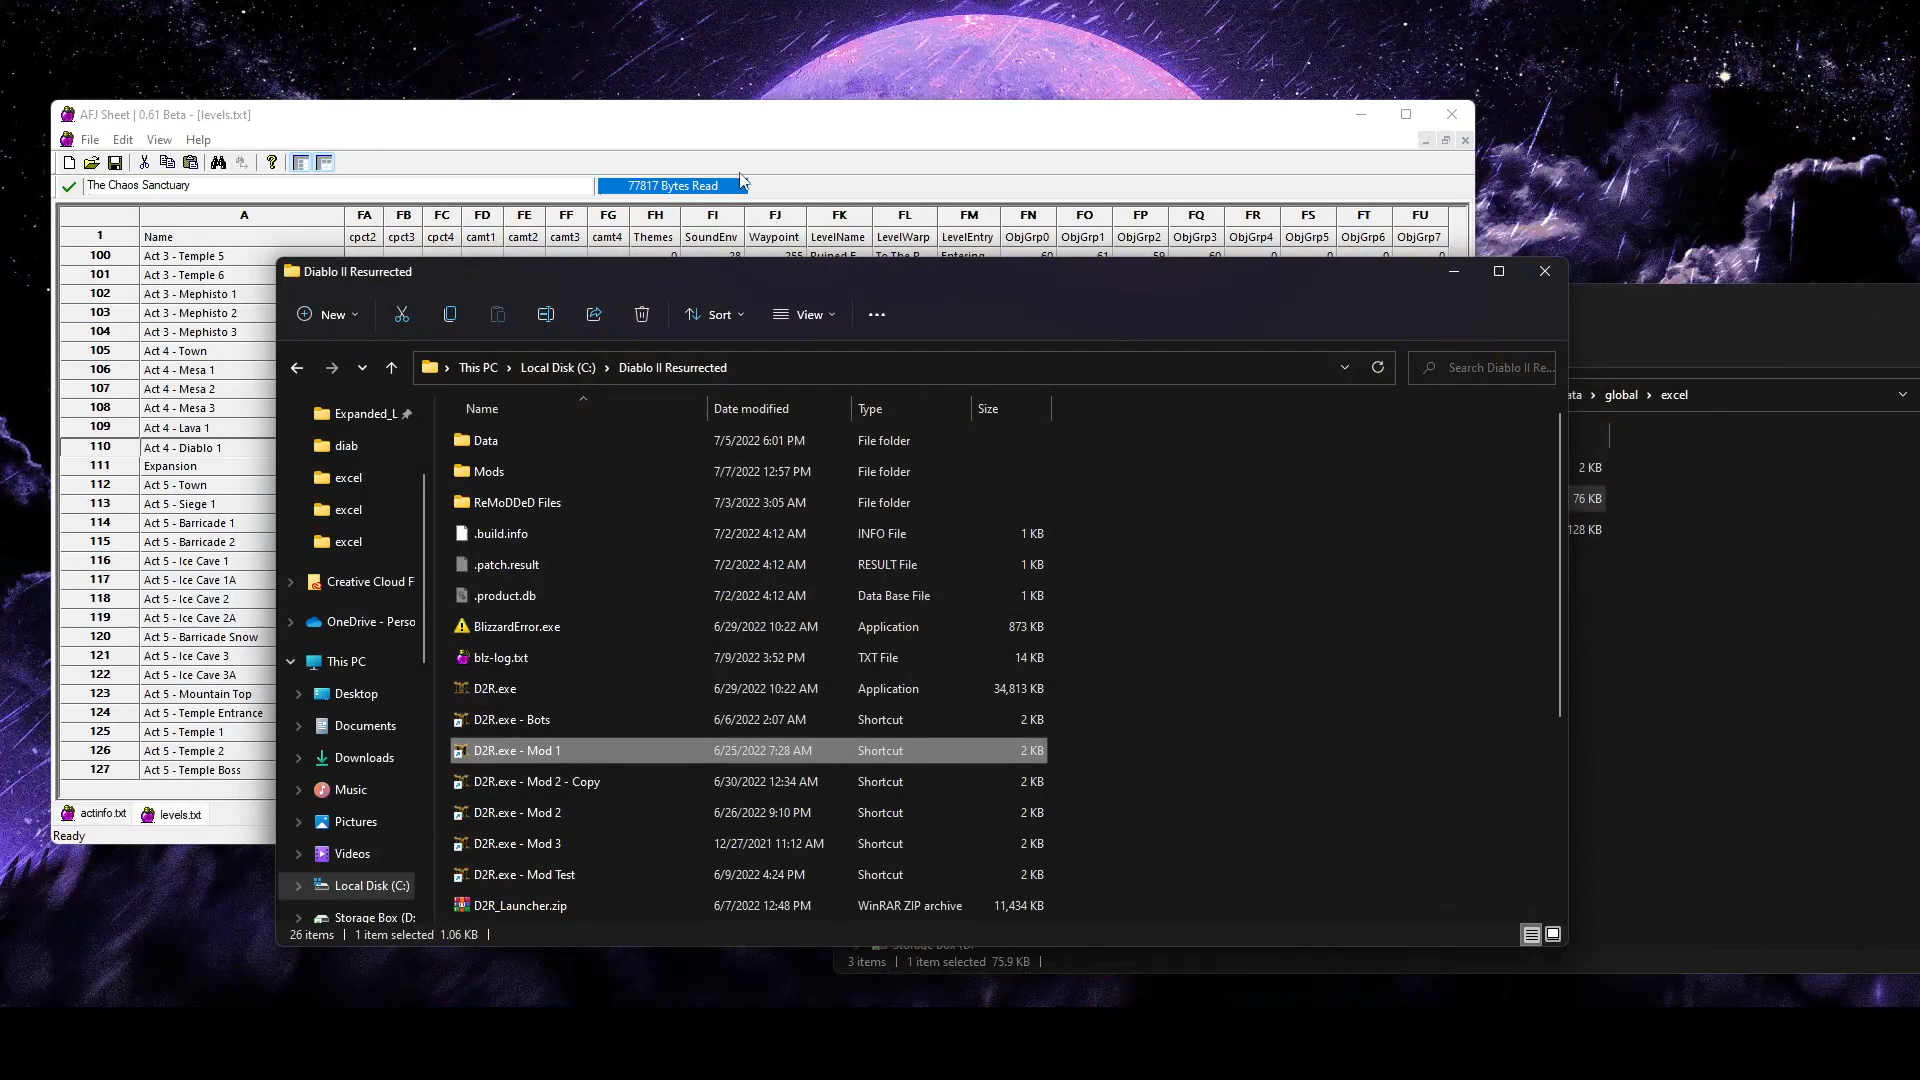 AFJ Sheet | 0.61 Beta - [levels.txt]
File Edit View Help
The Chaos Sanctuary 77817 Bytes Read
A FA FB FC FD FE FF FG FH FI FJ FK FL FM FN FO FP FQ FR FS FT FU
1 Name cpct2 cpct3 cpct4 camt1 camt2 camt3 camt4 Themes SoundEnv Waypoint LevelName LevelWarp LevelEntry ObjGrp0 ObjGrp1 ObjGrp2 ObjGrp3 ObjGrp4 ObjGrp5 ObjGrp6 ObjGrp7
100 Act 3 - Temple 5 0 28 255 Ruined F... To The R... Entering... 60 61 59 60 0 0 0 0
101 Act 3 - Temple 6
102 Act 3 - Mephisto 1
103 Act 3 - Mephisto 2
104 Act 3 - Mephisto 3
105 Act 4 - Town
106 Act 4 - Mesa 1
107 Act 4 - Mesa 2
108 Act 4 - Mesa 3
109 Act 4 - Lava 1
110 Act 4 - Diablo 1
111 Expansion
112 Act 5 - Town
113 Act 5 - Siege 1
114 Act 5 - Barricade 1
115 Act 5 - Barricade 2
116 Act 5 - Ice Cave 1
117 Act 5 - Ice Cave 1A
118 Act 5 - Ice Cave 2
119 Act 5 - Ice Cave 2A
120 Act 5 - Barricade Snow
121 Act 5 - Ice Cave 3
122 Act 5 - Ice Cave 3A
123 Act 5 - Mountain Top
124 Act 5 - Temple Entrance
125 Act 5 - Temple 1
126 Act 5 - Temple 2
127 Act 5 - Temple Boss
actinfo.txt levels.txt
Ready
Diablo II Resurrected
New Sort View
This PC Local Disk (C:) Diablo II Resurrected
Search Diablo II Re...
Expanded_L
diab
excel
excel
excel
Creative Cloud F
OneDrive - Perso
This PC
Desktop
Documents
Downloads
Music
Pictures
Videos
Local Disk (C:)
Storage Box (D:
Name Date modified Type Size
Data 7/5/2022 6:01 PM File folder
Mods 7/7/2022 12:57 PM File folder
ReMoDDeD Files 7/3/2022 3:05 AM File folder
.build.info 7/2/2022 4:12 AM INFO File 1 KB
.patch.result 7/2/2022 4:12 AM RESULT File 1 KB
.product.db 7/2/2022 4:12 AM Data Base File 1 KB
BlizzardError.exe 6/29/2022 10:22 AM Application 873 KB
blz-log.txt 7/9/2022 3:52 PM TXT File 14 KB
D2R.exe 6/29/2022 10:22 AM Application 34,813 KB
D2R.exe - Bots 6/6/2022 2:07 AM Shortcut 2 KB
D2R.exe - Mod 1 6/25/2022 7:28 AM Shortcut 2 KB
D2R.exe - Mod 2 - Copy 6/30/2022 12:34 AM Shortcut 2 KB
D2R.exe - Mod 2 6/26/2022 9:10 PM Shortcut 2 KB
D2R.exe - Mod 3 12/27/2021 11:12 AM Shortcut 2 KB
D2R.exe - Mod Test 6/9/2022 4:24 PM Shortcut 2 KB
D2R_Launcher.zip 6/7/2022 12:48 PM WinRAR ZIP archive 11,434 KB
26 items 1 item selected 1.06 KB
ata global excel
2 KB
76 KB
128 KB
3 items 1 item selected 75.9 KB